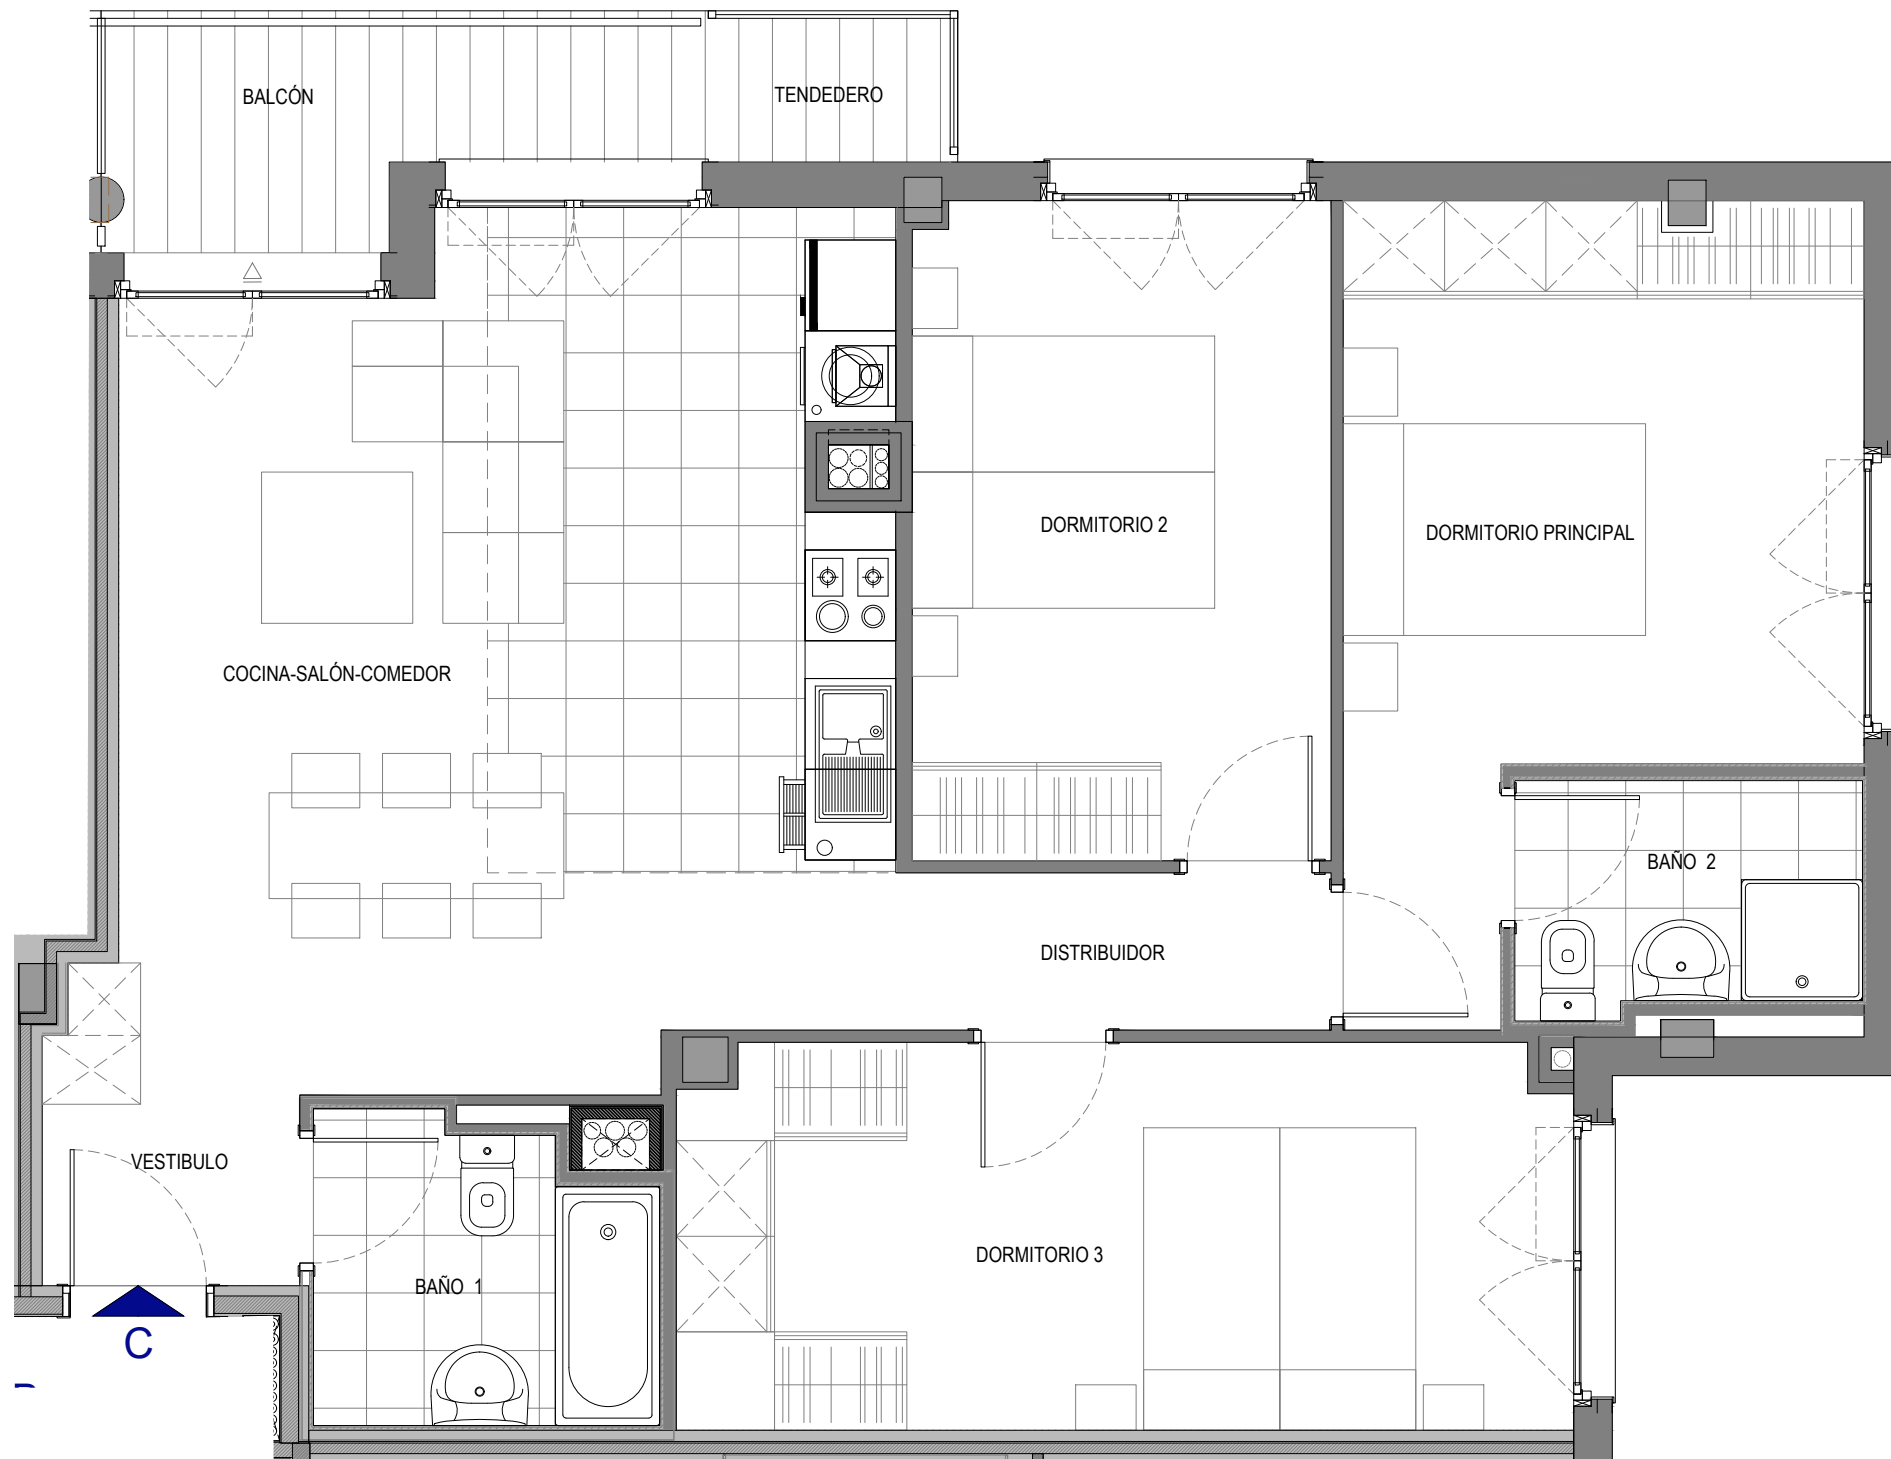 BALCÓN
TENDEDERO
DORMITORIO 2
DORMITORIO PRINCIPAL
COCINA-SALÓN-COMEDOR
BAÑO 2
DISTRIBUIDOR
VESTIBULO
DORMITORIO 3
BAÑO 1
C